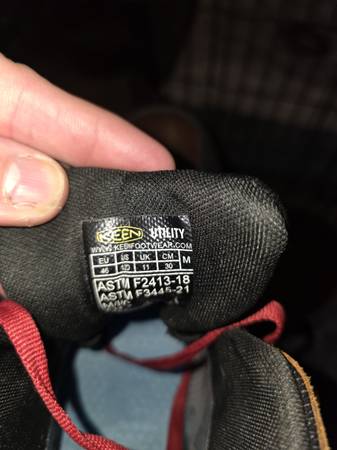 KEEN UTILITY
WWW.KEENFOOTWEAR.COM
EU US UK CM M
46 12 11 30
ASTM F2413-18
ASTM F3445-21